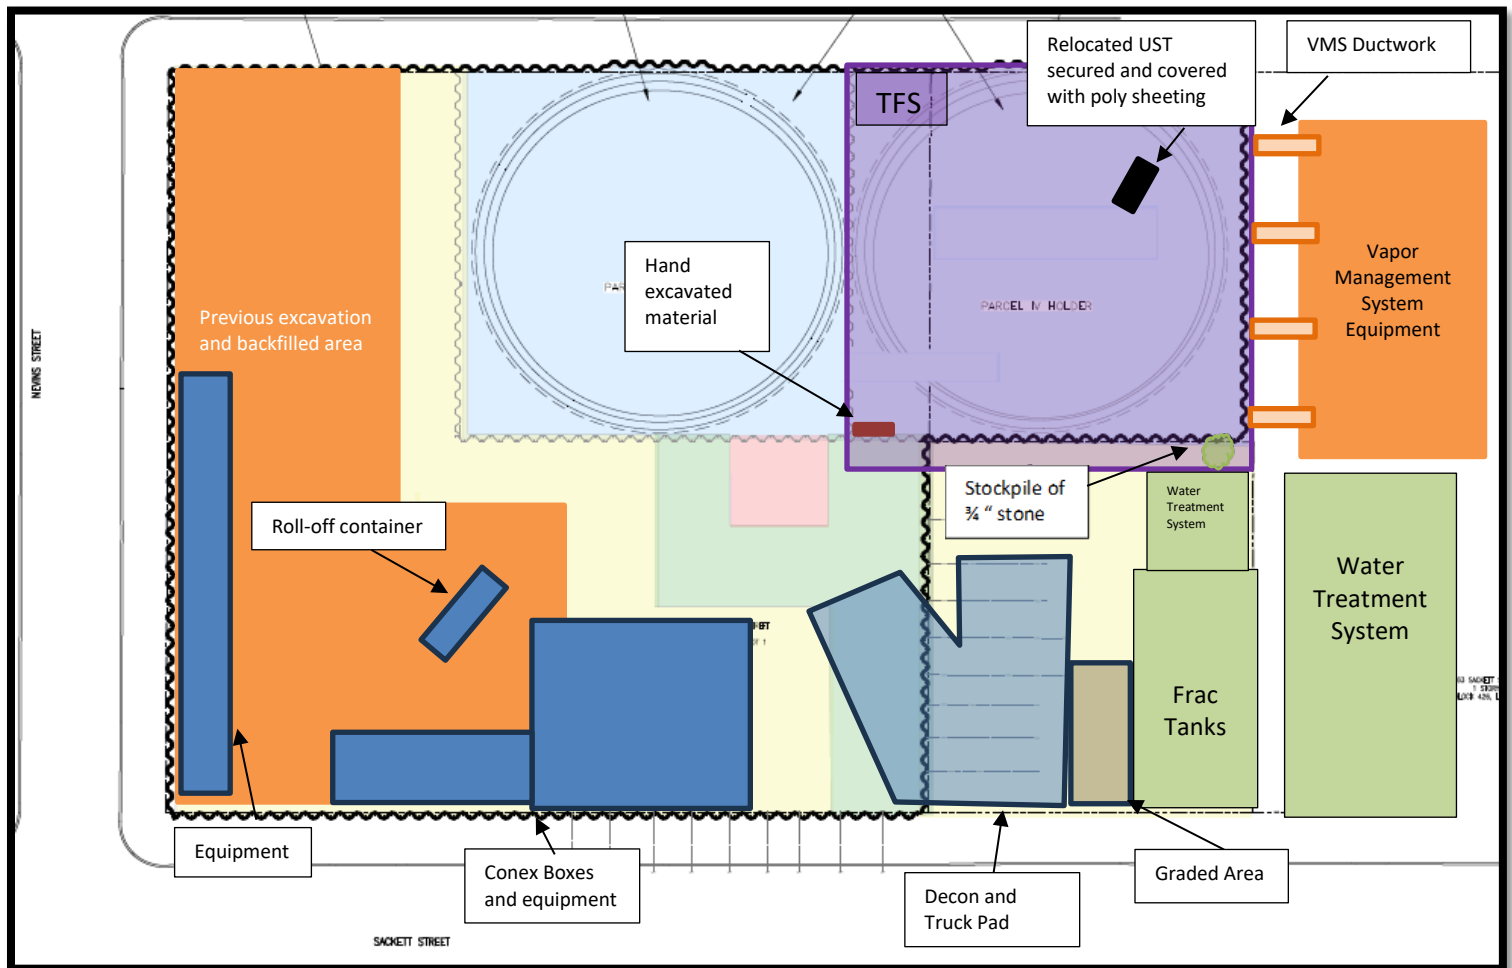 Relocated UST
secured and covered
with poly sheeting
VMS Ductwork
TFS
Hand
excavated
material
PARCEL IV HOLDER
Vapor
Management
System
Equipment
Previous excavation
and backfilled area
NEVINS STREET
Roll-off container
Stockpile of
¾ “ stone
Water
Treatment
System
Water
Treatment
System
Frac
Tanks
Equipment
Conex Boxes
and equipment
Decon and
Truck Pad
Graded Area
SACKETT STREET